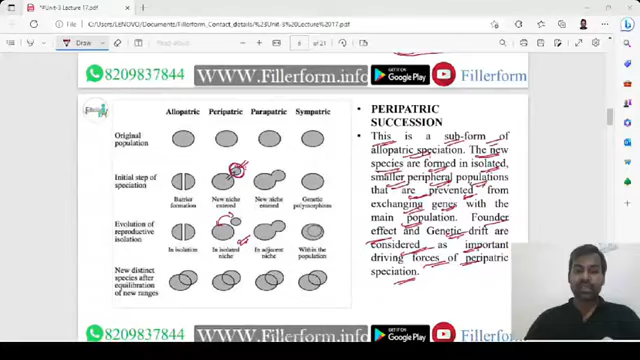 *Unit-3 Lecture 17.pdf
File C:/Users/LENOVO/Documents/Fillerform_Contact_details/%23Unit-3%20Lecture%2017.pdf
Draw
Read aloud
6 of 21
8209837844 WWW.Fillerform.info GET IT ON Google Play Fillerform
Allopatric Peripatric Parapatric Sympatric
Original population
Initial step of speciation
Barrier formation New niche entered New niche entered Genetic polymorphism
Evolution of reproductive isolation
In isolation In isolated niche In adjacent niche Within the population
New distinct species after equilibration of new ranges
• PERIPATRIC
SUCCESSION
• This is a sub-form of
allopatric speciation. The new
species are formed in isolated,
smaller peripheral populations
that are prevented from
exchanging genes with the
main population. Founder
effect and Genetic drift are
considered as important
driving forces of peripatric
speciation.
8209837844 WWW.Fillerform.info GET IT ON Google Play Fillerform